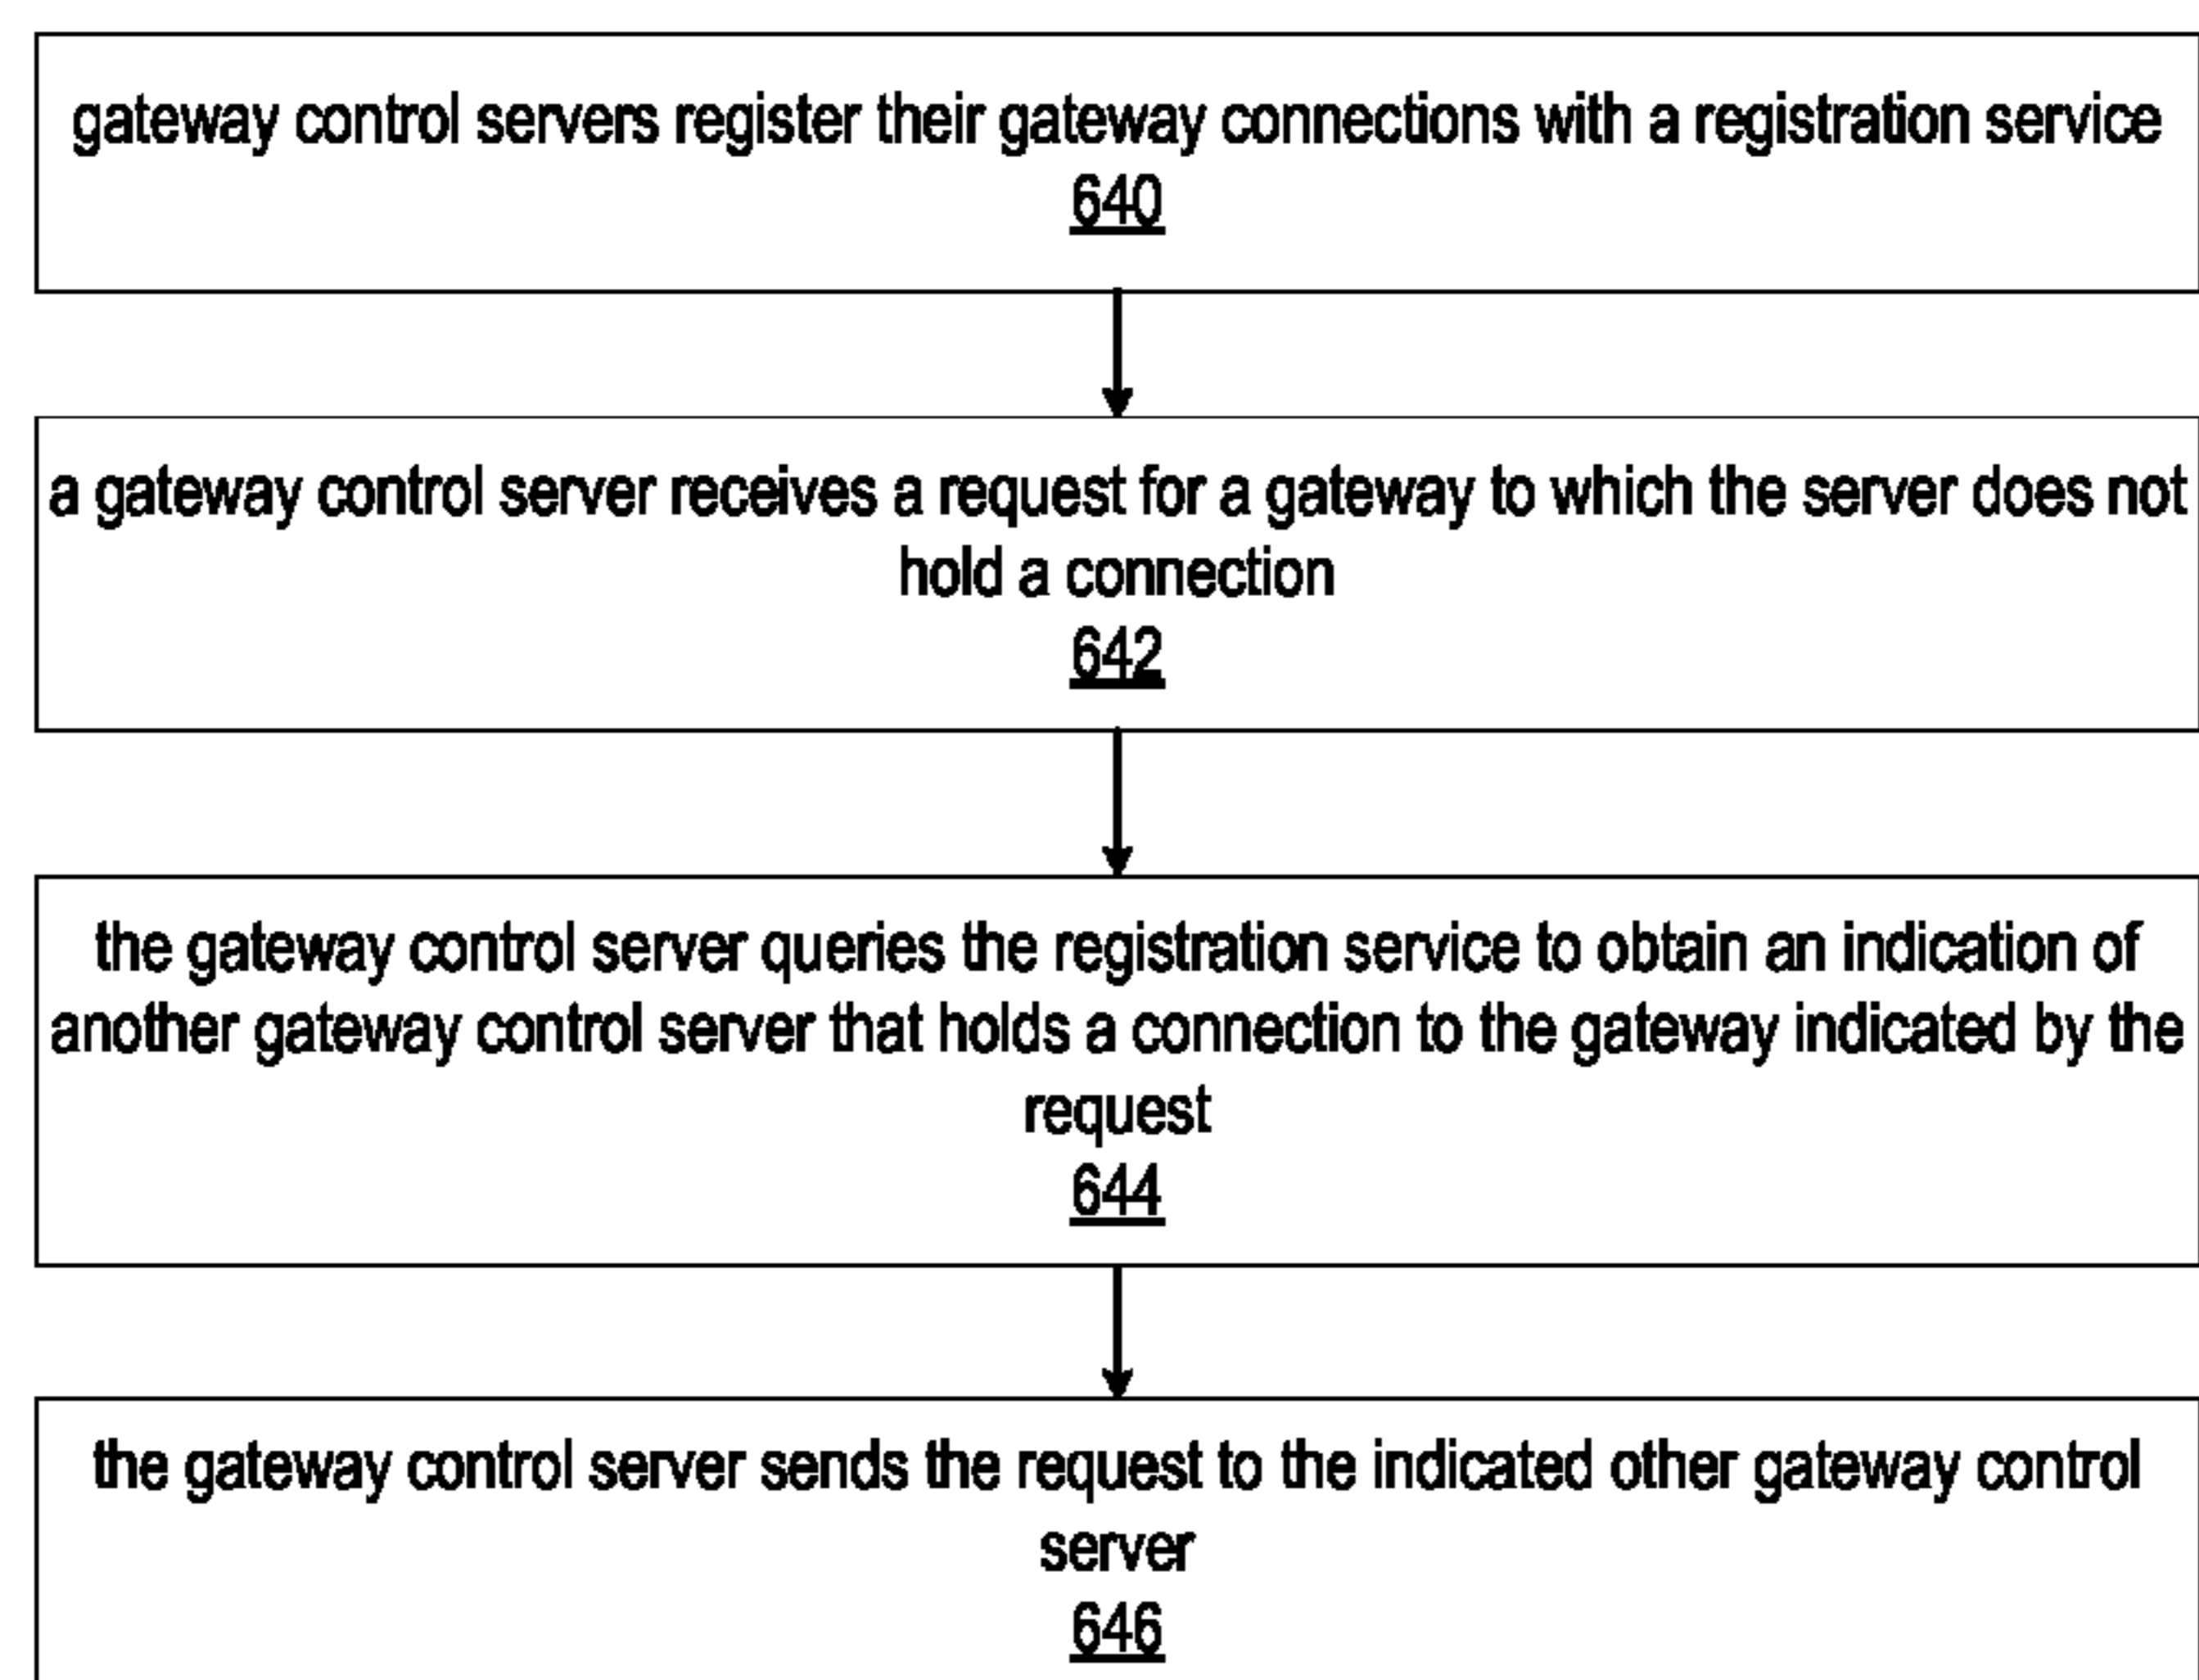 gateway control servers register their gateway connections with a registration service
640
a gateway control server receives a request for a gateway to which the server does not
hold a connection
642
the gateway control server queries the registration service to obtain an indication of
another gateway control server that holds a connection to the gateway indicated by the
request
644
the gateway control server sends the request to the indicated other gateway control
server
646